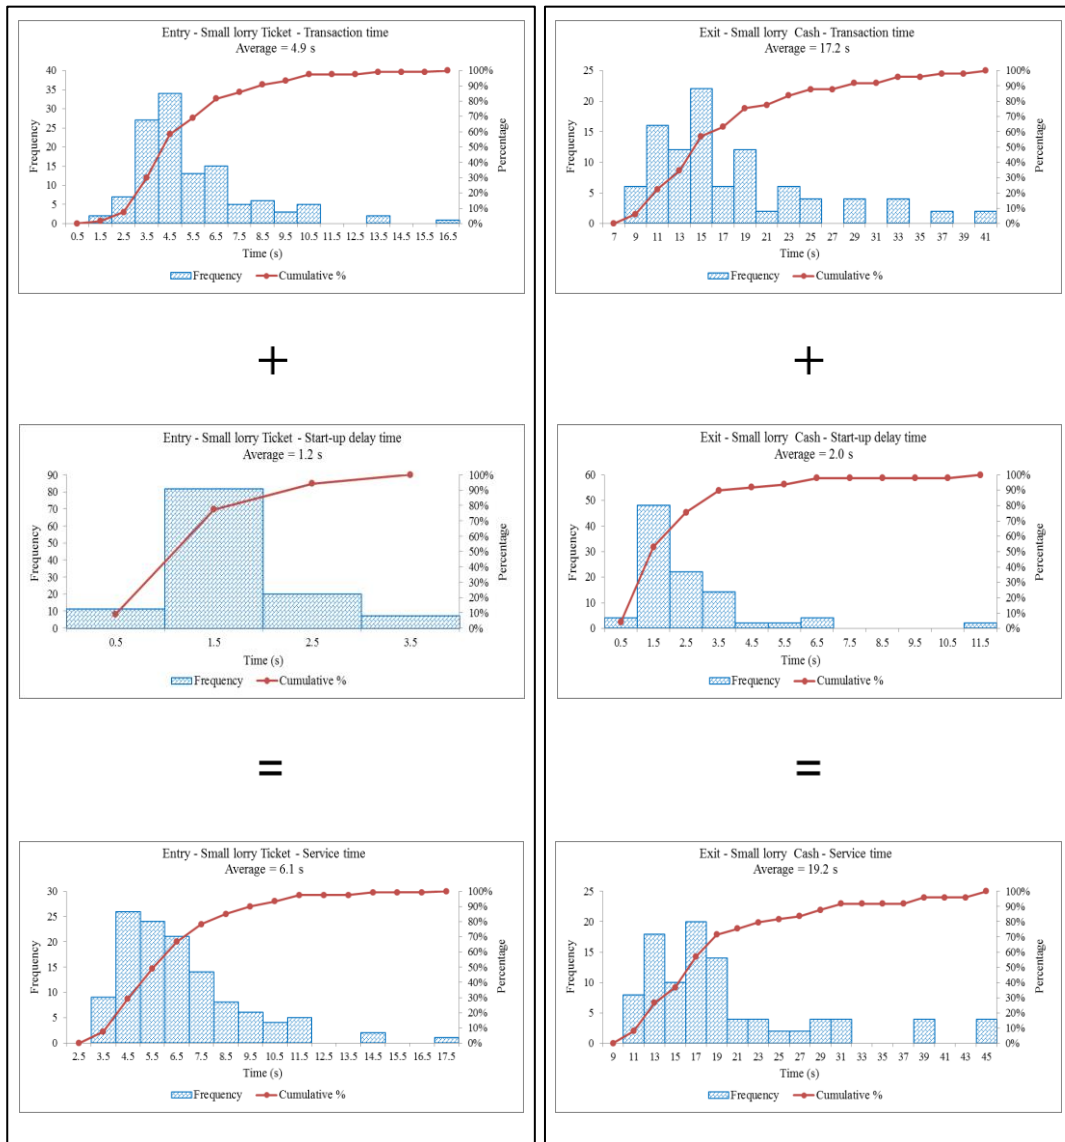 Entry - Small lorry Ticket - Transaction time
Average = 4.9 s
40
35
30
25
20
15
10
5
0
100%
90%
80%
70%
60%
50%
40%
30%
20%
10%
0%
Frequency
Percentage
0.5 1.5 2.5 3.5 4.5 5.5 6.5 7.5 8.5 9.5 10.5 11.5 12.5 13.5 14.5 15.5 16.5
Time (s)
Frequency Cumulative %
+
Entry - Small lorry Ticket - Start-up delay time
Average = 1.2 s
90
80
70
60
50
40
30
20
10
0
100%
90%
80%
70%
60%
50%
40%
30%
20%
10%
0%
Frequency
Percentage
0.5 1.5 2.5 3.5
Time (s)
Frequency Cumulative %
=
Entry - Small lorry Ticket - Service time
Average = 6.1 s
30
25
20
15
10
5
0
100%
90%
80%
70%
60%
50%
40%
30%
20%
10%
0%
Frequency
Percentage
2.5 3.5 4.5 5.5 6.5 7.5 8.5 9.5 10.5 11.5 12.5 13.5 14.5 15.5 16.5 17.5
Time (s)
Frequency Cumulative %
Exit - Small lorry Cash - Transaction time
Average = 17.2 s
25
20
15
10
5
0
100%
90%
80%
70%
60%
50%
40%
30%
20%
10%
0%
Frequency
Percentage
7 9 11 13 15 17 19 21 23 25 27 29 31 33 35 37 39 41
Time (s)
Frequency Cumulative %
+
Exit - Small lorry Cash - Start-up delay time
Average = 2.0 s
60
50
40
30
20
10
0
100%
90%
80%
70%
60%
50%
40%
30%
20%
10%
0%
Frequency
Percentage
0.5 1.5 2.5 3.5 4.5 5.5 6.5 7.5 8.5 9.5 10.5 11.5
Time (s)
Frequency Cumulative %
=
Exit - Small lorry Cash - Service time
Average = 19.2 s
25
20
15
10
5
0
100%
90%
80%
70%
60%
50%
40%
30%
20%
10%
0%
Frequency
Percentage
9 11 13 15 17 19 21 23 25 27 29 31 33 35 37 39 41 43 45
Time (s)
Frequency Cumulative %